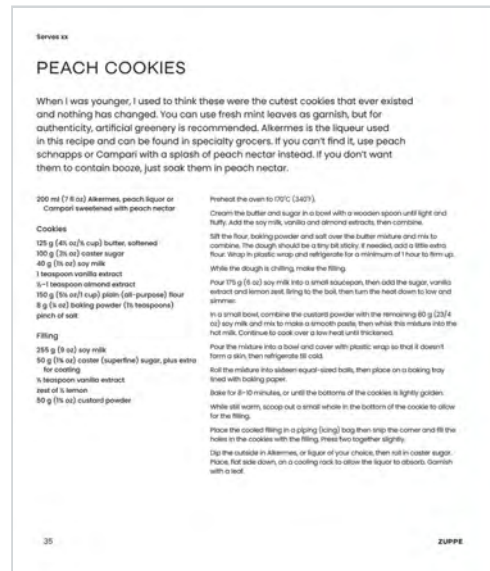 Serves xx
PEACH COOKIES
When I was younger, I used to think these were the cutest cookies that ever existed
and nothing has changed. You can use fresh mint leaves as garnish, but for
authenticity, artificial greenery is recommended. Alkermes is the liqueur used
in this recipe and can be found in specialty grocers. If you can't find it, use peach
schnapps or Campari with a splash of peach nectar instead. If you don't want
them to contain booze, just soak them in peach nectar.
200 ml (7 fl oz) Alkermes, peach liquor or
Campari sweetened with peach nectar
Cookies
125 g (4½ oz/½ cup) butter, softened
100 g (3½ oz) caster sugar
40 g (1½ oz) soy milk
1 teaspoon vanilla extract
½–1 teaspoon almond extract
150 g (5½ oz/1 cup) plain (all-purpose) flour
8 g (¼ oz) baking powder (1½ teaspoons)
pinch of salt
Filling
255 g (9 oz) soy milk
50 g (1¾ oz) caster (superfine) sugar, plus extra
for coating
½ teaspoon vanilla extract
zest of ½ lemon
50 g (1¾ oz) custard powder
Preheat the oven to 170°C (340°F).
Cream the butter and sugar in a bowl with a wooden spoon until light and
fluffy. Add the soy milk, vanilla and almond extracts, then combine.
Sift the flour, baking powder and salt over the butter mixture and mix to
combine. The dough should be a tiny bit sticky. If needed, add a little extra
flour. Wrap in plastic wrap and refrigerate for a minimum of 1 hour to firm up.
While the dough is chilling, make the filling.
Pour 175 g (6 oz) soy milk into a small saucepan, then add the sugar, vanilla
extract and lemon zest. Bring to the boil, then turn the heat down to low and
simmer.
In a small bowl, combine the custard powder with the remaining 80 g (23/4
oz) soy milk and mix to make a smooth paste, then whisk this mixture into the
hot milk. Continue to cook over a low heat until thickened.
Pour the mixture into a bowl and cover with plastic wrap so that it doesn't
form a skin, then refrigerate till cold.
Roll the mixture into sixteen equal-sized balls, then place on a baking tray
lined with baking paper.
Bake for 8–10 minutes, or until the bottoms of the cookies is lightly golden.
While still warm, scoop out a small whole in the bottom of the cookie to allow
for the filling.
Place the cooled filling in a piping (icing) bag then snip the corner and fill the
holes in the cookies with the filling. Press two together slightly.
Dip the outside in Alkermes, or liquor of your choice, then roll in caster sugar.
Place, flat side down, on a cooling rack to allow the liquor to absorb. Garnish
with a leaf.
35
ZUPPE